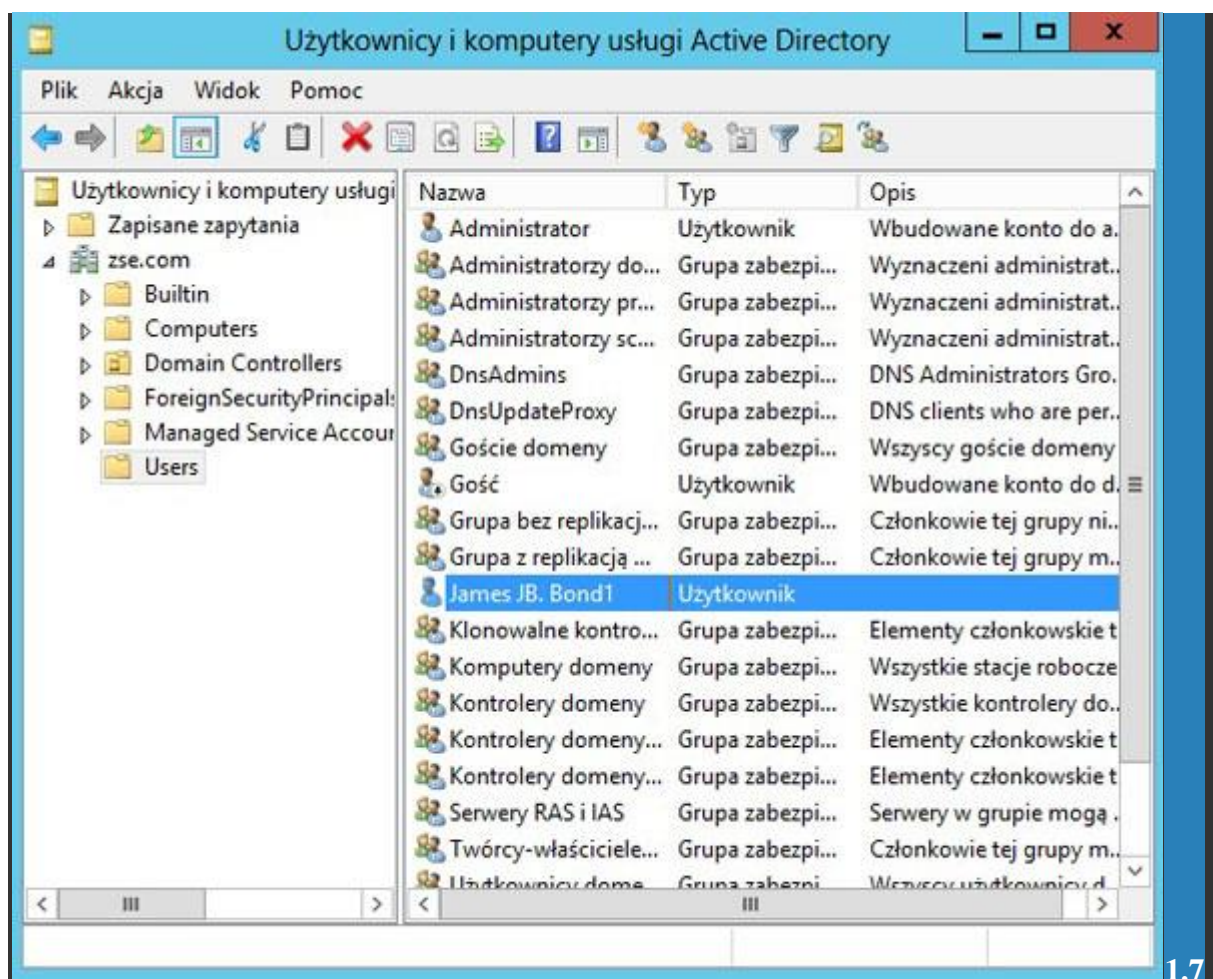 Użytkownicy i komputery usługi Active Directory
Plik Akcja Widok Pomoc
Użytkownicy i komputery usługi
Zapisane zapytania
zse.com
Builtin
Computers
Domain Controllers
ForeignSecurityPrincipals
Managed Service Accour
Users
Nazwa Typ Opis
Administrator Użytkownik Wbudowane konto do a.
Administratorzy do... Grupa zabezpi... Wyznaczeni administrat..
Administratorzy pr... Grupa zabezpi... Wyznaczeni administrat..
Administratorzy sc... Grupa zabezpi... Wyznaczeni administrat..
DnsAdmins Grupa zabezpi... DNS Administrators Gro.
DnsUpdateProxy Grupa zabezpi... DNS clients who are per..
Goście domeny Grupa zabezpi... Wszyscy goście domeny
Gość Użytkownik Wbudowane konto do d.
Grupa bez replikacj... Grupa zabezpi... Członkowie tej grupy ni..
Grupa z replikacją ... Grupa zabezpi... Członkowie tej grupy m..
James JB. Bond1 Użytkownik
Klonowalne kontro... Grupa zabezpi... Elementy członkowskie t
Komputery domeny Grupa zabezpi... Wszystkie stacje robocze
Kontrolery domeny Grupa zabezpi... Wszystkie kontrolery do..
Kontrolery domeny... Grupa zabezpi... Elementy członkowskie t
Kontrolery domeny... Grupa zabezpi... Elementy członkowskie t
Serwery RAS i IAS Grupa zabezpi... Serwery w grupie mogą .
Twórcy-właściciele... Grupa zabezpi... Członkowie tej grupy m..
Użytkownicy dome... Grupa zabezpi... Wszyscy użytkownicy d
1.7